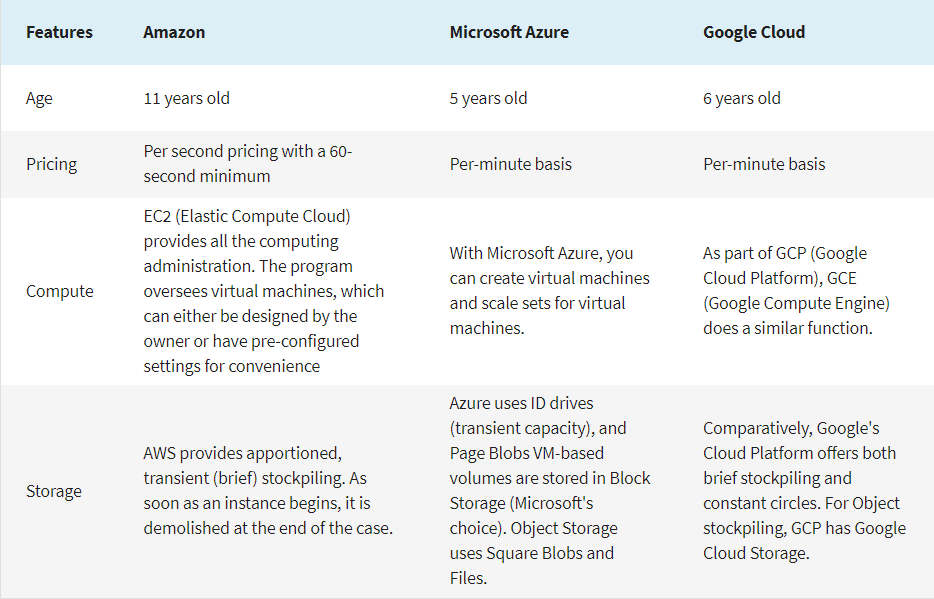 Features Amazon Microsoft Azure Google Cloud
Age 11 years old 5 years old 6 years old
Pricing
Per second pricing with a 60-
second minimum
Per-minute basis
Per-minute basis
Compute
EC2 (Elastic Compute Cloud)
provides all the computing
administration. The program
oversees virtual machines, which
can either be designed by the
owner or have pre-configured
settings for convenience
With Microsoft Azure, you
can create virtual machines
and scale sets for virtual
machines.
As part of GCP (Google
Cloud Platform), GCE
(Google Compute Engine)
does a similar function.
Storage
AWS provides apportioned,
transient (brief) stockpiling. As
soon as an instance begins, it is
demolished at the end of the case.
Azure uses ID drives
(transient capacity), and
Page Blobs VM-based
volumes are stored in Block
Storage (Microsoft's
choice). Object Storage
uses Square Blobs and
Files.
Comparatively, Google's
Cloud Platform offers both
brief stockpiling and
constant circles. For Object
stockpiling, GCP has Google
Cloud Storage.